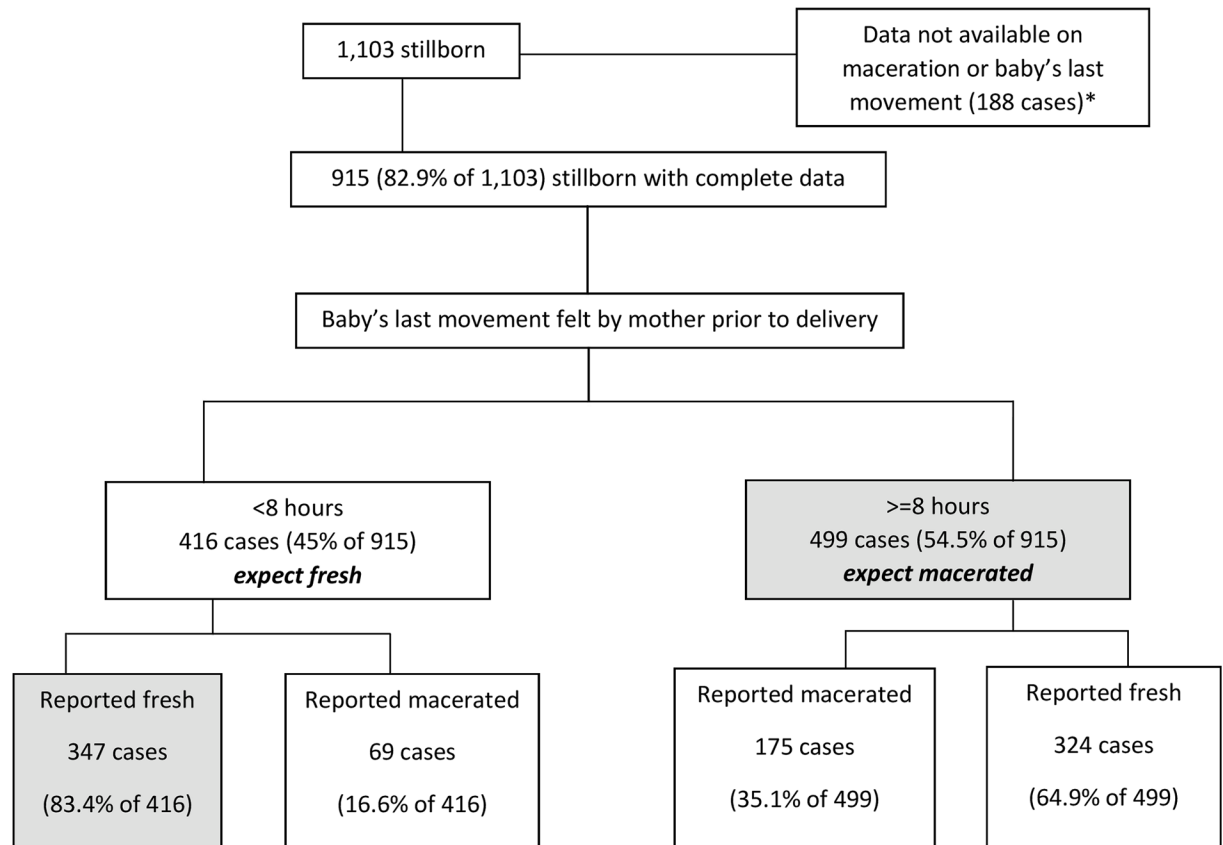 1,103 stillborn
Data not available on
maceration or baby’s last
movement (188 cases)*
915 (82.9% of 1,103) stillborn with complete data
Baby’s last movement felt by mother prior to delivery
<8 hours
416 cases (45% of 915)
expect fresh
>=8 hours
499 cases (54.5% of 915)
expect macerated
Reported fresh
347 cases
(83.4% of 416)
Reported macerated
69 cases
(16.6% of 416)
Reported macerated
175 cases
(35.1% of 499)
Reported fresh
324 cases
(64.9% of 499)